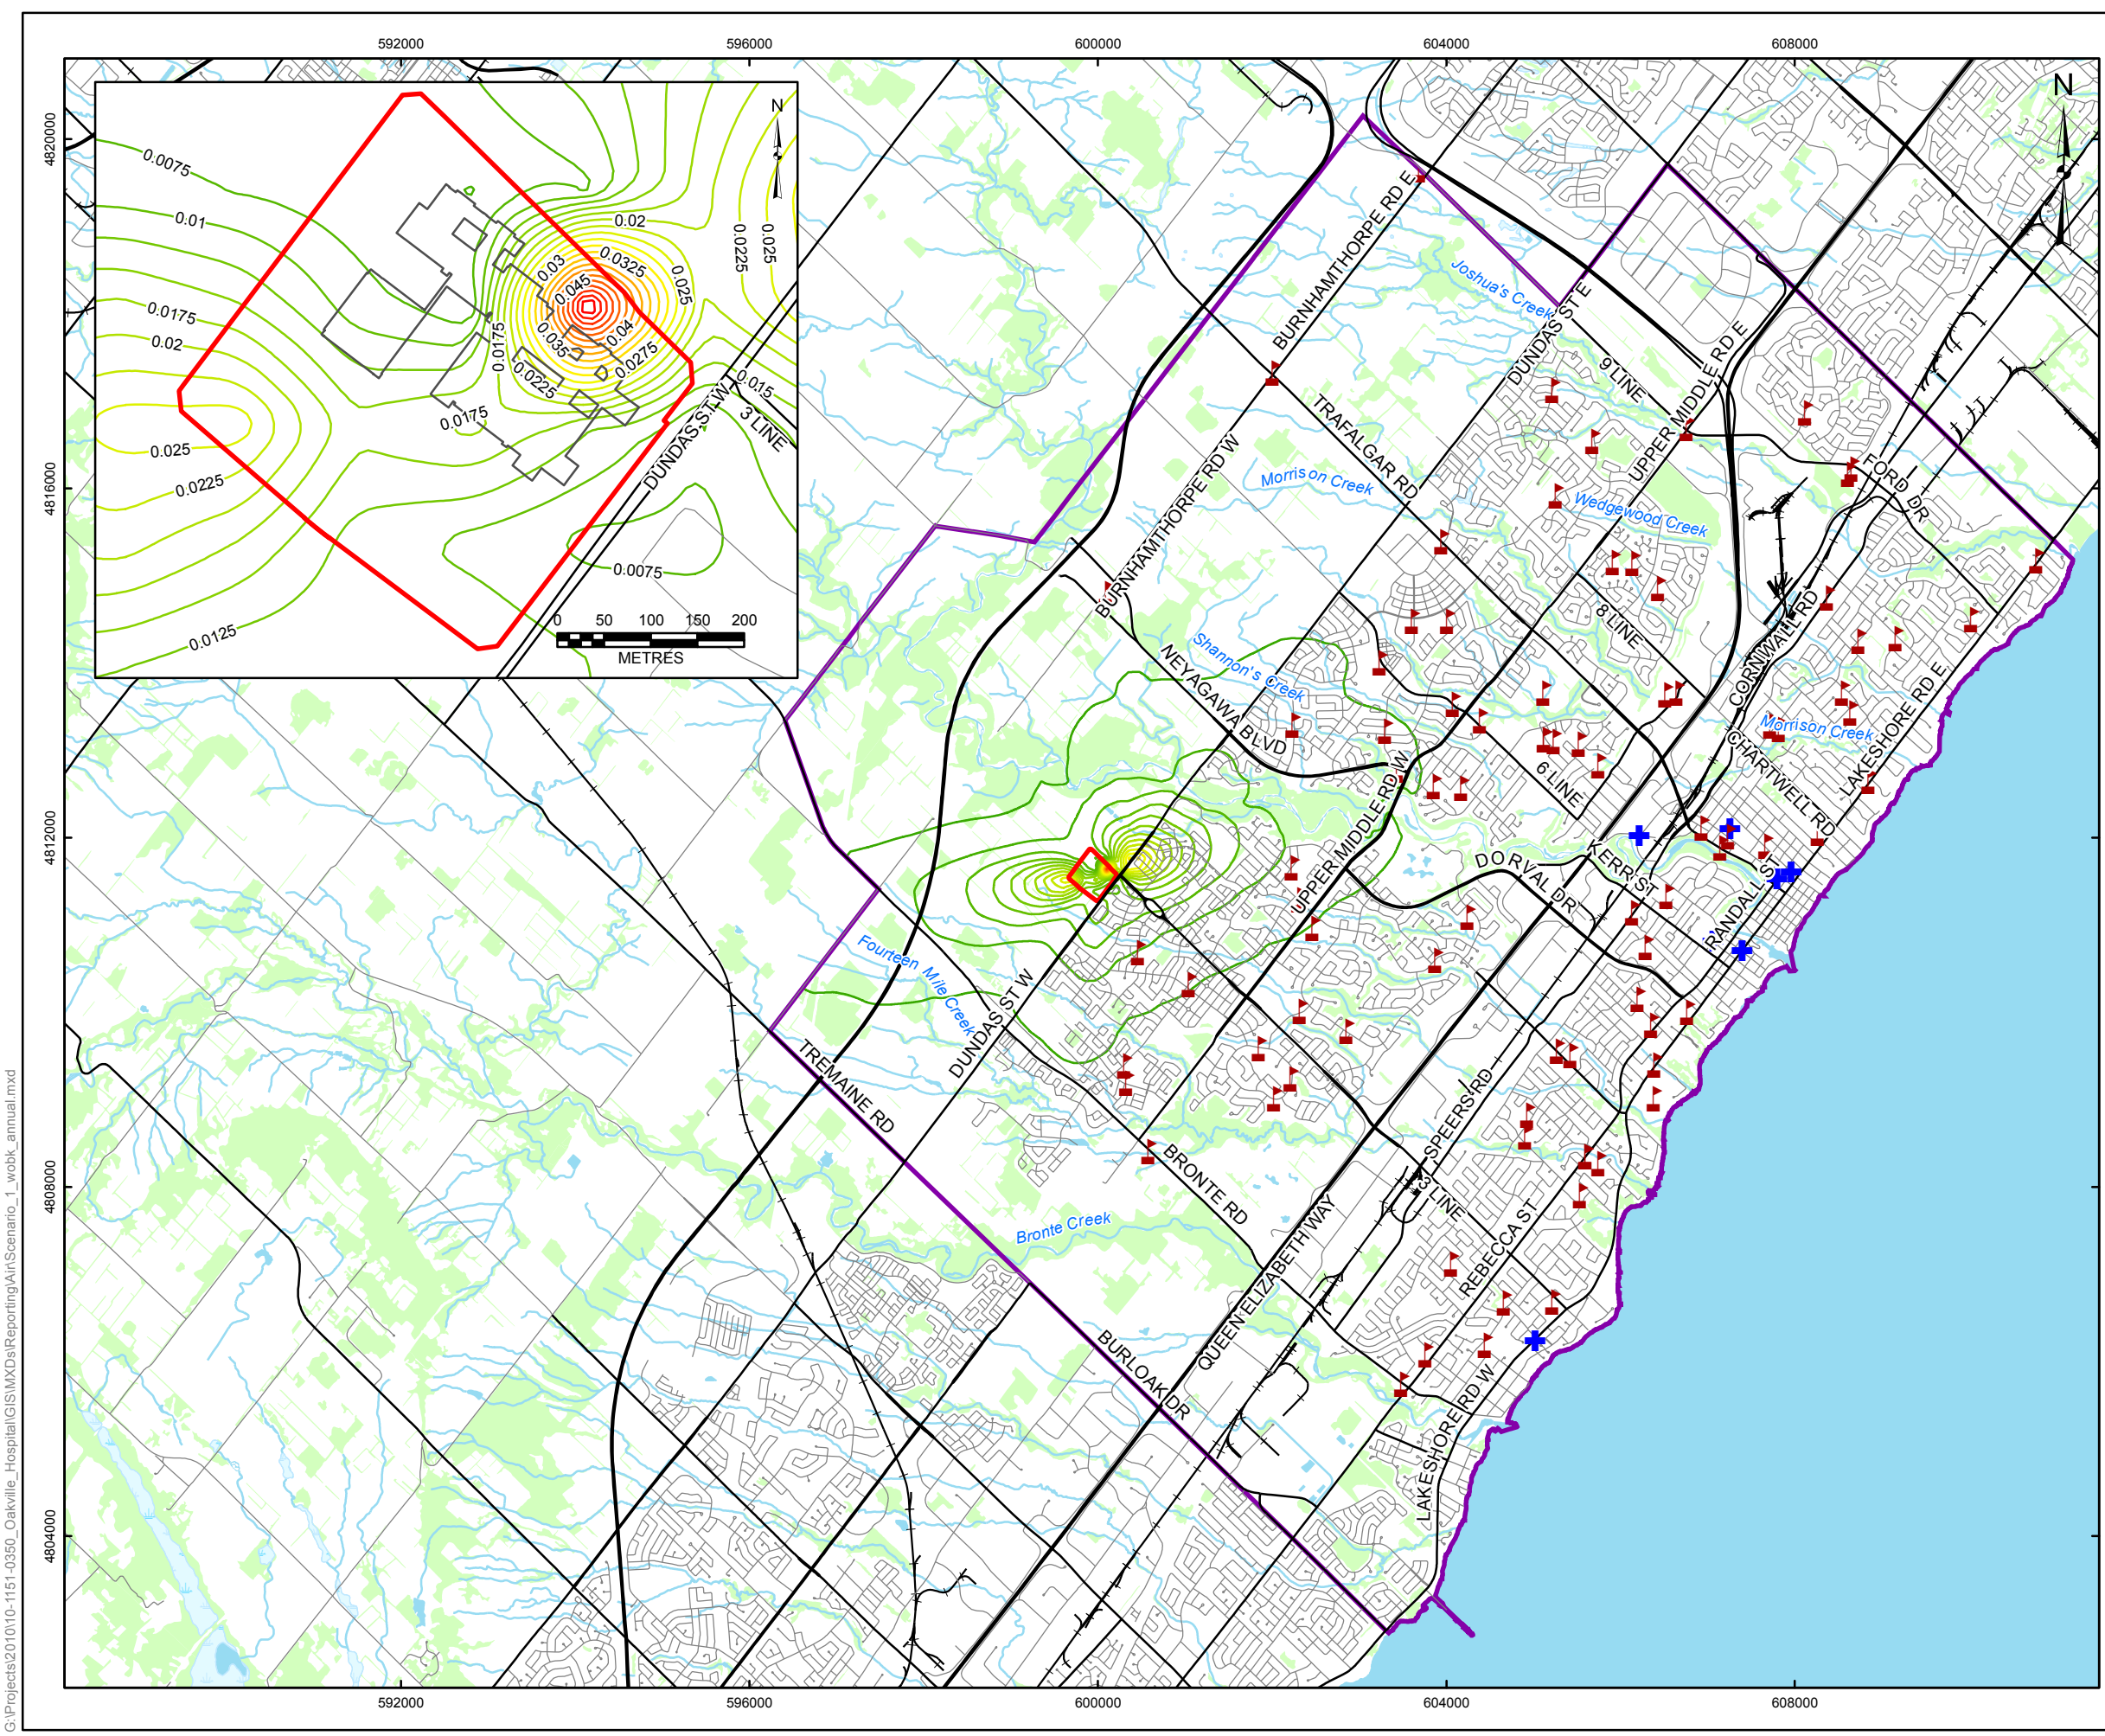 592000
596000
600000
604000
608000
4820000
4816000
4812000
4808000
4804000
N
0.0075
0.01
0.0175
0.02
0.025
0.0225
0.0125
0.02
0.03
0.0325
0.025
0.045
0.04
0.035
0.0275
0.0225
0.0175
0.0175
0.0225
0.025
0.015
0.0075
DUNDAS ST W
3 LINE
0 50 100 150 200
METRES
N
BURNHAMTHORPE RD E
Joshua's Creek
DUNDAS ST E
9 LINE
UPPER MIDDLE RD E
TRAFALGAR RD
FORD DR
BURNHAMTHORPE RD W
Morrison Creek
Wedgewood Creek
8 LINE
CORNWALL RD
NEYAGAWA BLVD
Shannon's Creek
LAKESHORE RD E
Morrison Creek
CHARTWELL RD
6 LINE
UPPER MIDDLE RD W
KERR ST
DORVAL DR
RANDALL ST
Fourteen Mile Creek
DUNDAS ST W
TREMAINE RD
SPEERS RD
BRONTE RD
3 LINE
Bronte Creek
QUEEN ELIZABETH WAY
REBECCA ST
BURLOAK DR
LAKESHORE RD W
592000
596000
600000
604000
608000
G:\Projects\2010\10-1151-0350_Oakville_Hospital\GIS\MXDs\Reporting\Air\Scenario_1_wobk_annual.mxd